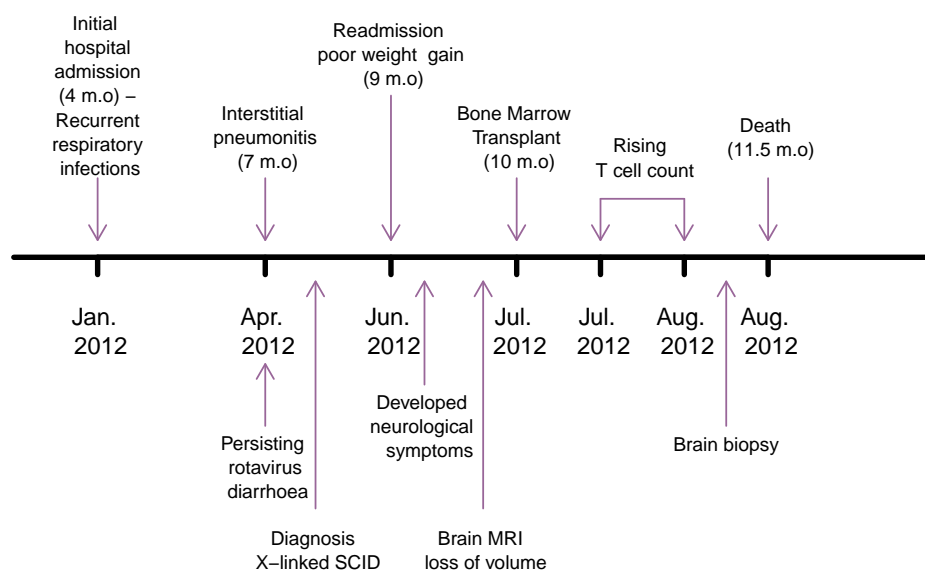 Initial
hospital
admission
(4 m.o) –
Recurrent
respiratory
infections
Interstitial
pneumonitis
(7 m.o)
Readmission
poor weight gain
(9 m.o)
Bone Marrow
Transplant
(10 m.o)
Rising
T cell count
Death
(11.5 m.o)
Jan.
2012
Apr.
2012
Jun.
2012
Jul.
2012
Jul.
2012
Aug.
2012
Aug.
2012
Persisting
rotavirus
diarrhoea
Diagnosis
X–linked SCID
Developed
neurological
symptoms
Brain MRI
loss of volume
Brain biopsy